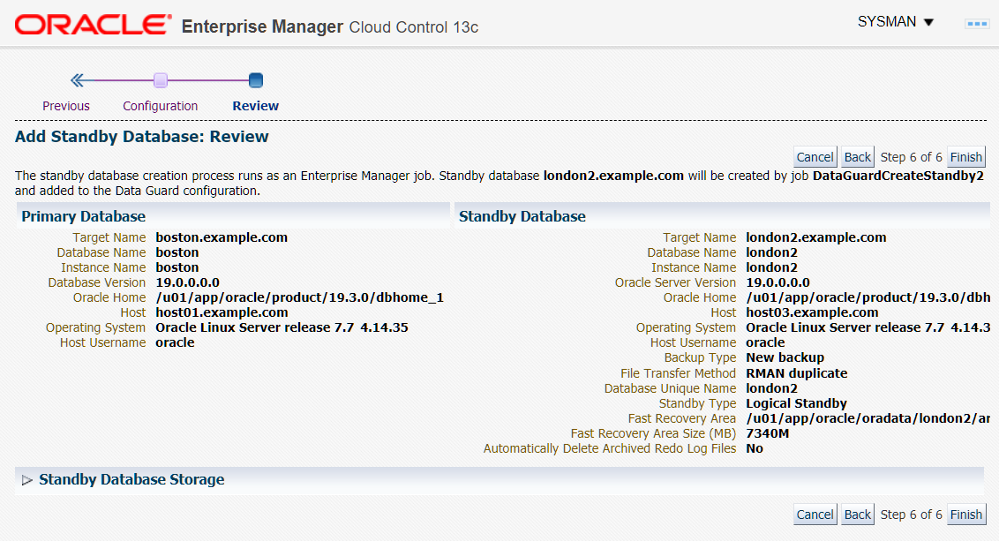 ORACLE® Enterprise Manager Cloud Control 13c
SYSMAN
Previous Configuration Review
Add Standby Database: Review
Cancel Back Step 6 of 6 Finish
The standby database creation process runs as an Enterprise Manager job. Standby database london2.example.com will be created by job DataGuardCreateStandby2
and added to the Data Guard configuration.
Primary Database
Target Name boston.example.com
Database Name boston
Instance Name boston
Database Version 19.0.0.0.0
Oracle Home /u01/app/oracle/product/19.3.0/dbhome_1
Host host01.example.com
Operating System Oracle Linux Server release 7.7 4.14.35
Host Username oracle
Standby Database
Target Name london2.example.com
Database Name london2
Instance Name london2
Oracle Server Version 19.0.0.0.0
Oracle Home /u01/app/oracle/product/19.3.0/dbh
Host host03.example.com
Operating System Oracle Linux Server release 7.7 4.14.3
Host Username oracle
Backup Type New backup
File Transfer Method RMAN duplicate
Database Unique Name london2
Standby Type Logical Standby
Fast Recovery Area /u01/app/oracle/oradata/london2/ar
Fast Recovery Area Size (MB) 7340M
Automatically Delete Archived Redo Log Files No
Standby Database Storage
Cancel Back Step 6 of 6 Finish